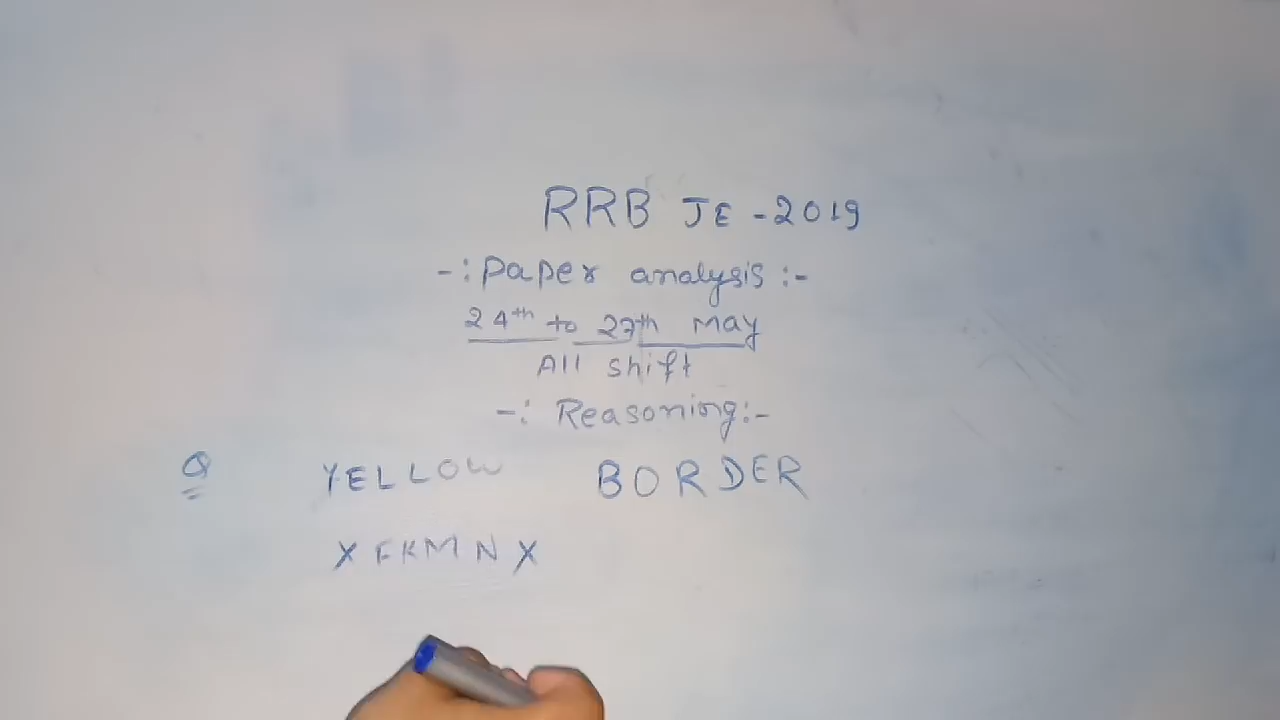 RRB JE - 2019
-: Paper analysis :-
24th to 27th May
All shift
-: Reasoning:-
Q YELLOW BORDER
XFKMNX